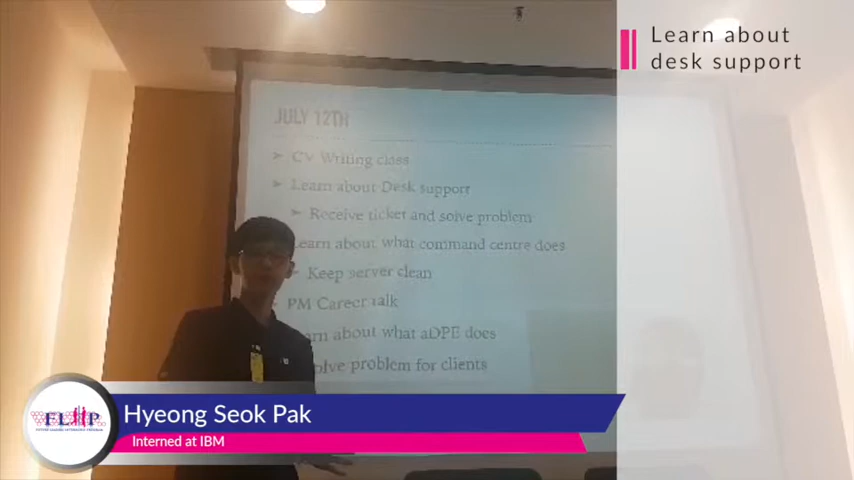 Learn about
desk support
JULY 12TH
➢ CV Writing class
➢ Learn about Desk support
➢ Receive ticket and solve problem
Learn about what command centre does
Keep server clean
PM Career talk
about what aDPE does
problem for clients
Hyeong Seok Pak
Interned at IBM